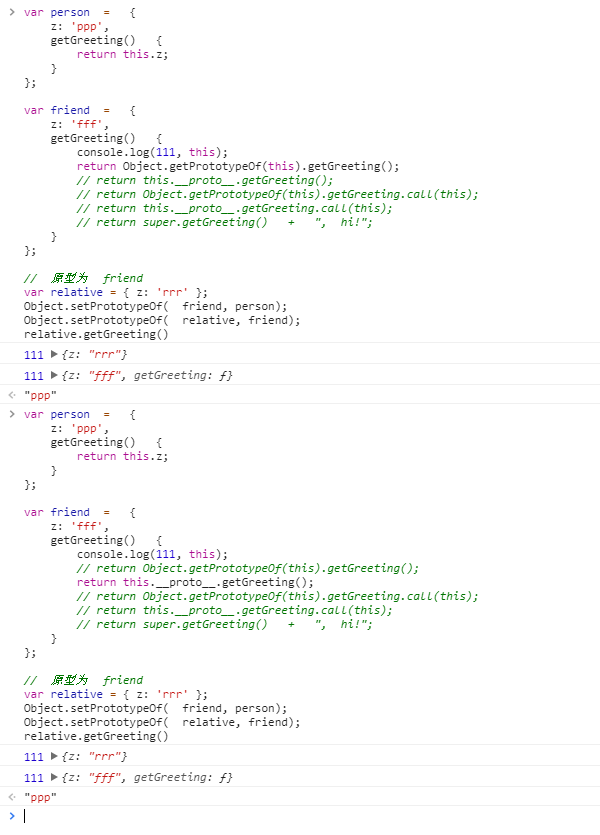 > var person  =   {
    z: 'ppp',
    getGreeting()   {
        return this.z;
    }
};

var friend  =   {
    z: 'fff',
    getGreeting()   {
        console.log(111, this);
        return Object.getPrototypeOf(this).getGreeting();
        // return this.__proto__.getGreeting();
        // return Object.getPrototypeOf(this).getGreeting.call(this);
        // return this.__proto__.getGreeting.call(this);
        // return super.getGreeting()   +   ",  hi!";
    }
};

//  原型为  friend
var relative = { z: 'rrr' };
Object.setPrototypeOf(  friend, person);
Object.setPrototypeOf(  relative, friend);
relative.getGreeting()
111 ▶{z: "rrr"}
111 ▶{z: "fff", getGreeting: ƒ}
"ppp"
> var person  =   {
    z: 'ppp',
    getGreeting()   {
        return this.z;
    }
};

var friend  =   {
    z: 'fff',
    getGreeting()   {
        console.log(111, this);
        // return Object.getPrototypeOf(this).getGreeting();
        return this.__proto__.getGreeting();
        // return Object.getPrototypeOf(this).getGreeting.call(this);
        // return this.__proto__.getGreeting.call(this);
        // return super.getGreeting()   +   ",  hi!";
    }
};

//  原型为  friend
var relative = { z: 'rrr' };
Object.setPrototypeOf(  friend, person);
Object.setPrototypeOf(  relative, friend);
relative.getGreeting()
111 ▶{z: "rrr"}
111 ▶{z: "fff", getGreeting: ƒ}
"ppp"
>